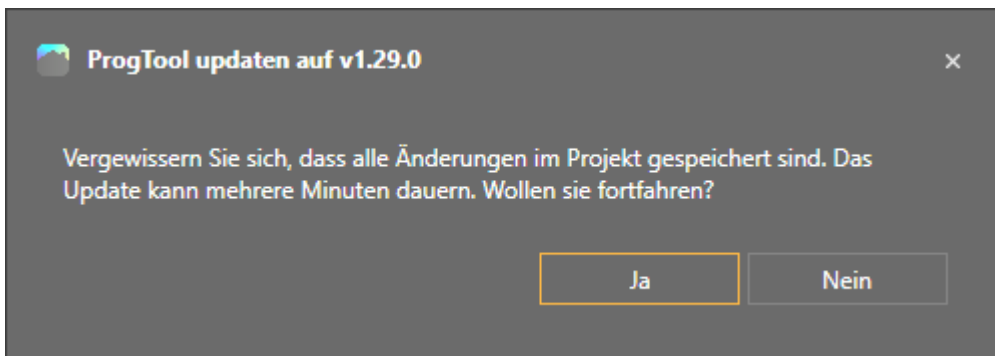 ProgTool updaten auf v1.29.0
Vergewissern Sie sich, dass alle Änderungen im Projekt gespeichert sind. Das
Update kann mehrere Minuten dauern. Wollen sie fortfahren?
Ja
Nein